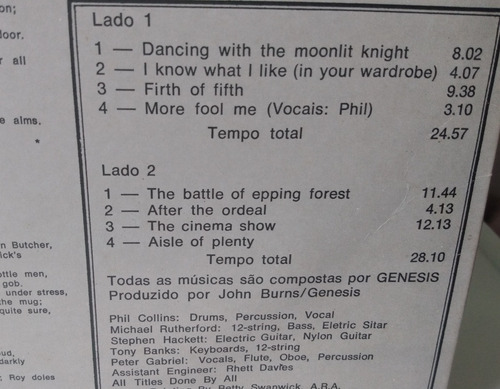 on;
loor.
r all
e alms.
n Butcher,
ick's
ottle men,
gob.
under stress,
the mug;
quite sure,
ud,
darkly
Roy doles
Lado 1
1 — Dancing with the moonlit knight 8.02
2 — I know what I like (in your wardrobe) 4.07
3 — Firth of fifth 9.38
4 — More fool me (Vocais: Phil) 3.10
Tempo total 24.57
Lado 2
1 — The battle of epping forest 11.44
2 — After the ordeal 4.13
3 — The cinema show 12.13
4 — Aisle of plenty
Tempo total 28.10
Todas as músicas são compostas por GENESIS
Produzido por John Burns/Genesis
Phil Collins: Drums, Percussion, Vocal
Michael Rutherford: 12-string, Bass, Eletric Sitar
Stephen Hackett: Electric Guitar, Nylon Guitar
Tony Banks: Keyboards, 12-string
Peter Gabriel: Vocals, Flute, Oboe, Percussion
Assistant Engineer: Rhett Davies
All Titles Done By All
Betty Swanwick A.R.A.